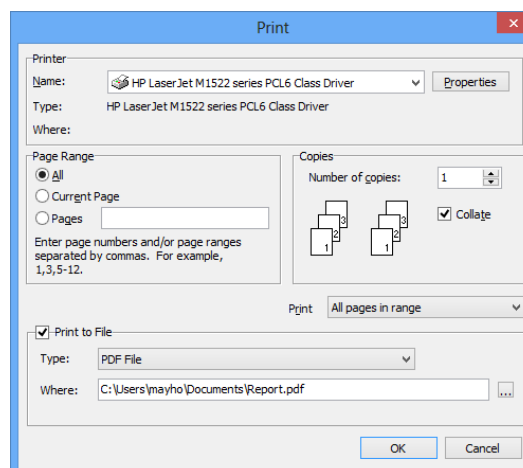 Print
Printer
Name: HP LaserJet M1522 series PCL6 Class Driver Properties
Type: HP LaserJet M1522 series PCL6 Class Driver
Where:
Page Range
All
Current Page
Pages
Enter page numbers and/or page ranges
separated by commas. For example,
1,3,5-12.
Copies
Number of copies: 1
Collate
3 3
2 2
1 1
Print All pages in range
Print to File
Type: PDF File
Where: C:\Users\mayho\Documents\Report.pdf ...
OK Cancel